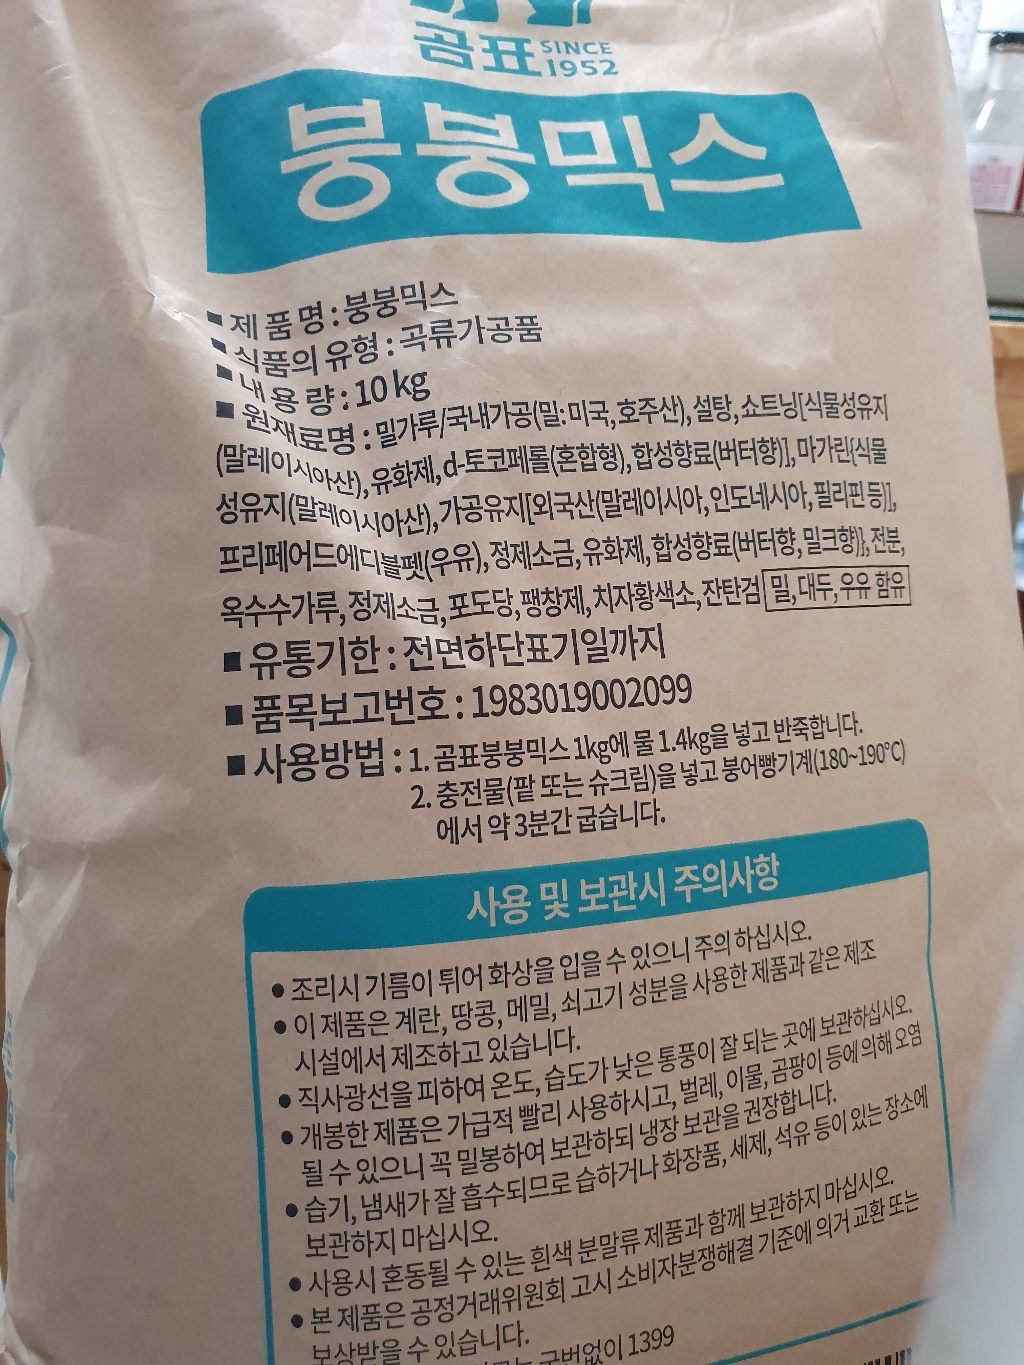 곰표 SINCE 1952
붕붕믹스
■ 제품명 : 붕붕믹스
■ 식품의 유형 : 곡류가공품
■ 내용량 : 10 kg
■ 원재료명 : 밀가루/국내가공(밀: 미국, 호주산), 설탕, 쇼트닝[식물성유지
(말레이시아산), 유화제, d-토코페롤(혼합형), 합성향료(버터향)], 마가린{식물
성유지(말레이시아산), 가공유지[외국산(말레이시아, 인도네시아, 필리핀 등)],
프리페어드에디블펫(우유), 정제소금, 유화제, 합성향료(버터향, 밀크향)}, 전분,
옥수수가루, 정제소금, 포도당, 팽창제, 치자황색소, 잔탄검 밀, 대두, 우유 함유
■ 유통기한 : 전면하단표기일까지
■ 품목보고번호 : 1983019002099
■ 사용방법 : 1. 곰표붕붕믹스 1kg에 물 1.4kg을 넣고 반죽합니다.
2. 충전물(팥 또는 슈크림)을 넣고 붕어빵기계(180~190℃)
에서 약 3분간 굽습니다.
사용 및 보관시 주의사항
● 조리시 기름이 튀어 화상을 입을 수 있으니 주의 하십시오.
● 이 제품은 계란, 땅콩, 메밀, 쇠고기 성분을 사용한 제품과 같은 제조
시설에서 제조하고 있습니다.
● 직사광선을 피하여 온도, 습도가 낮은 통풍이 잘 되는 곳에 보관하십시오.
● 개봉한 제품은 가급적 빨리 사용하시고, 벌레, 이물, 곰팡이 등에 의해 오염
될 수 있으니 꼭 밀봉하여 보관하되 냉장 보관을 권장합니다.
● 습기, 냄새가 잘 흡수되므로 습하거나 화장품, 세제, 석유 등이 있는 장소에
보관하지 마십시오.
● 사용시 혼동될 수 있는 흰색 분말류 제품과 함께 보관하지 마십시오.
● 본 제품은 공정거래위원회 고시 소비자분쟁해결 기준에 의거 교환 또는
보상받을 수 있습니다.
국번없이 1399